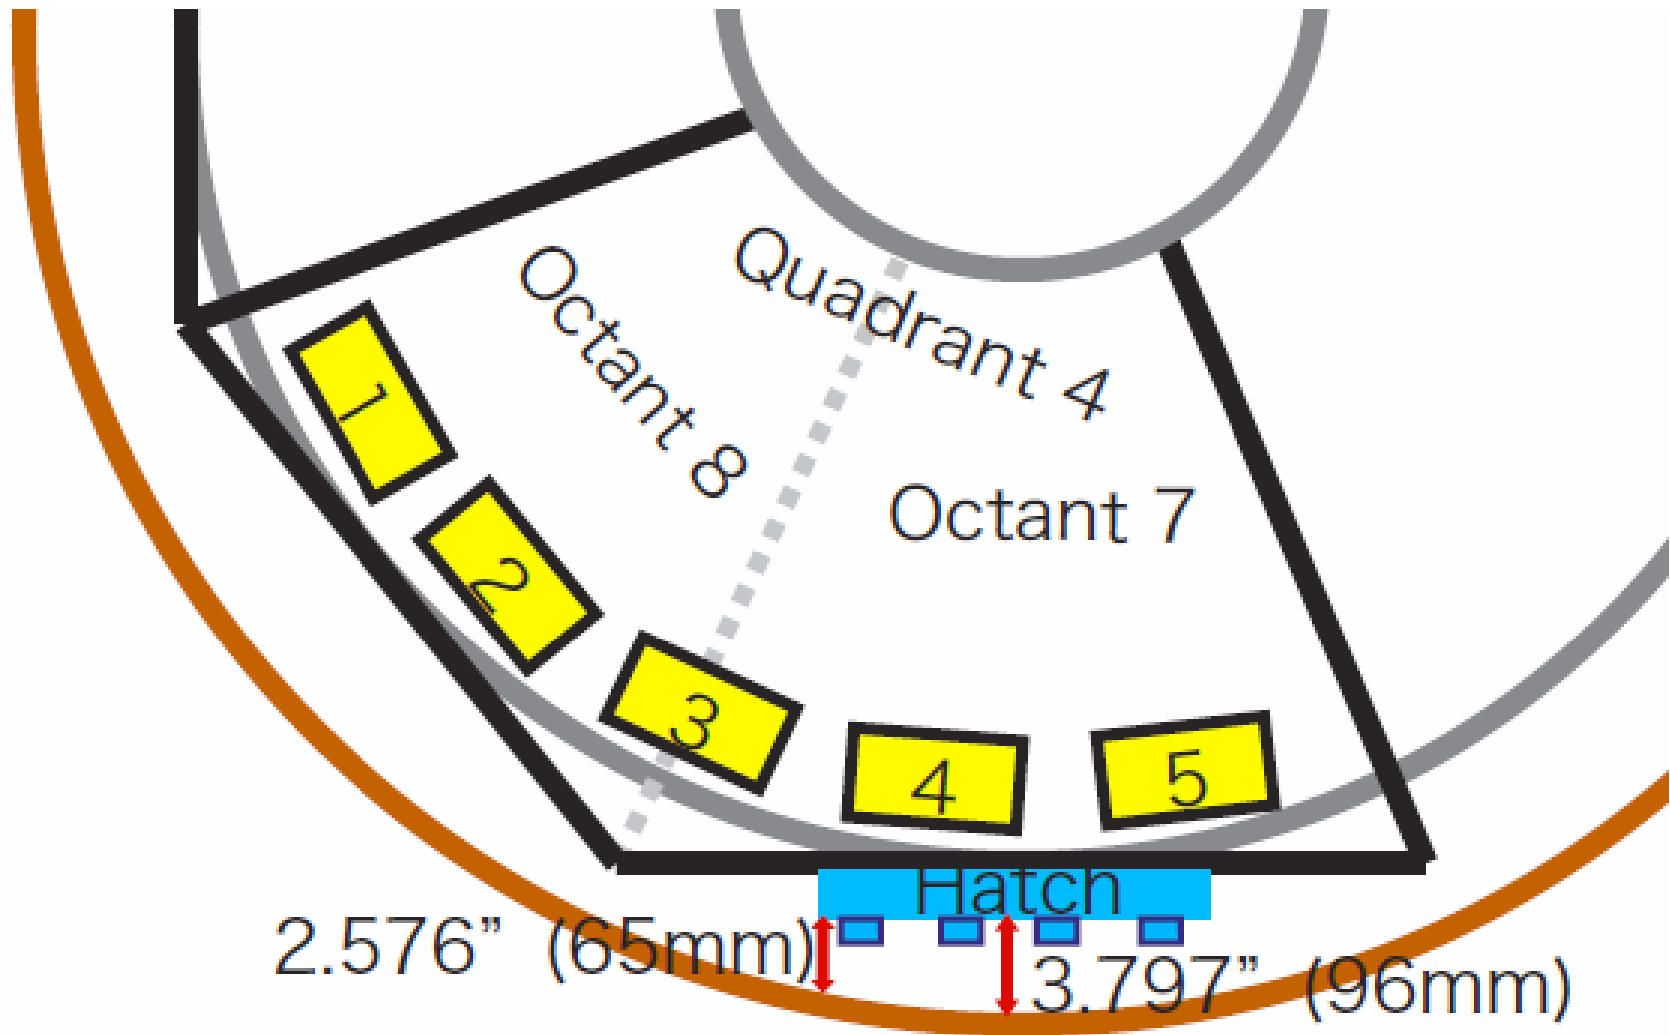 Quadrant 4
Octant 8
Octant 7
1
2
3
4
5
Hatch
2.576” (65mm)
3.797” (96mm)